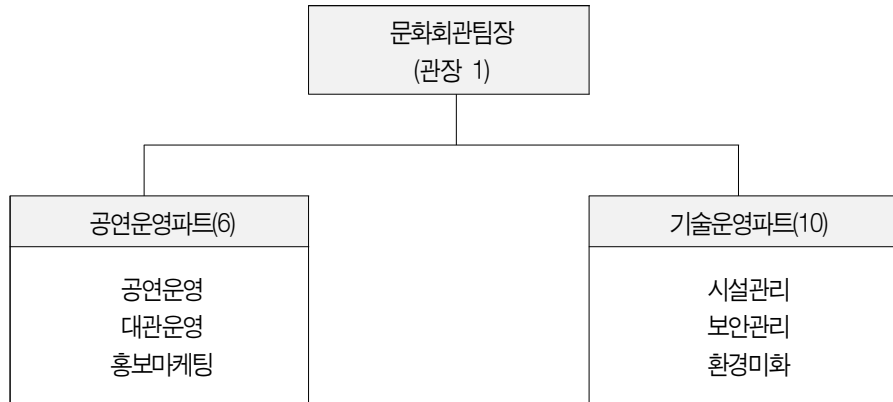 문화회관팀장
(관장 1)
공연운영파트(6)
공연운영
대관운영
홍보마케팅
기술운영파트(10)
시설관리
보안관리
환경미화